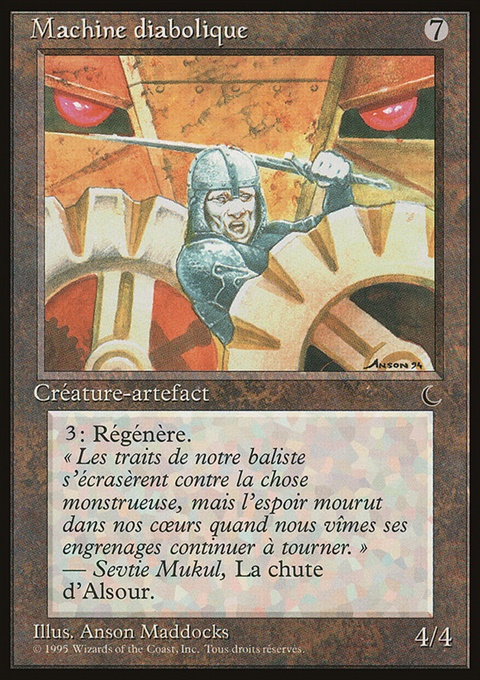 Machine diabolique
7
ANSON 94
Créature-artefact
3: Régénère.
« Les traits de notre baliste
s'écrasèrent contre la chose
monstrueuse, mais l'espoir mourut
dans nos cœurs quand nous vîmes ses
engrenages continuer à tourner. »
— Sevtie Mukul, La chute
d'Alsour.
Illus. Anson Maddocks
4/4
© 1995 Wizards of the Coast, Inc. Tous droits réservés.